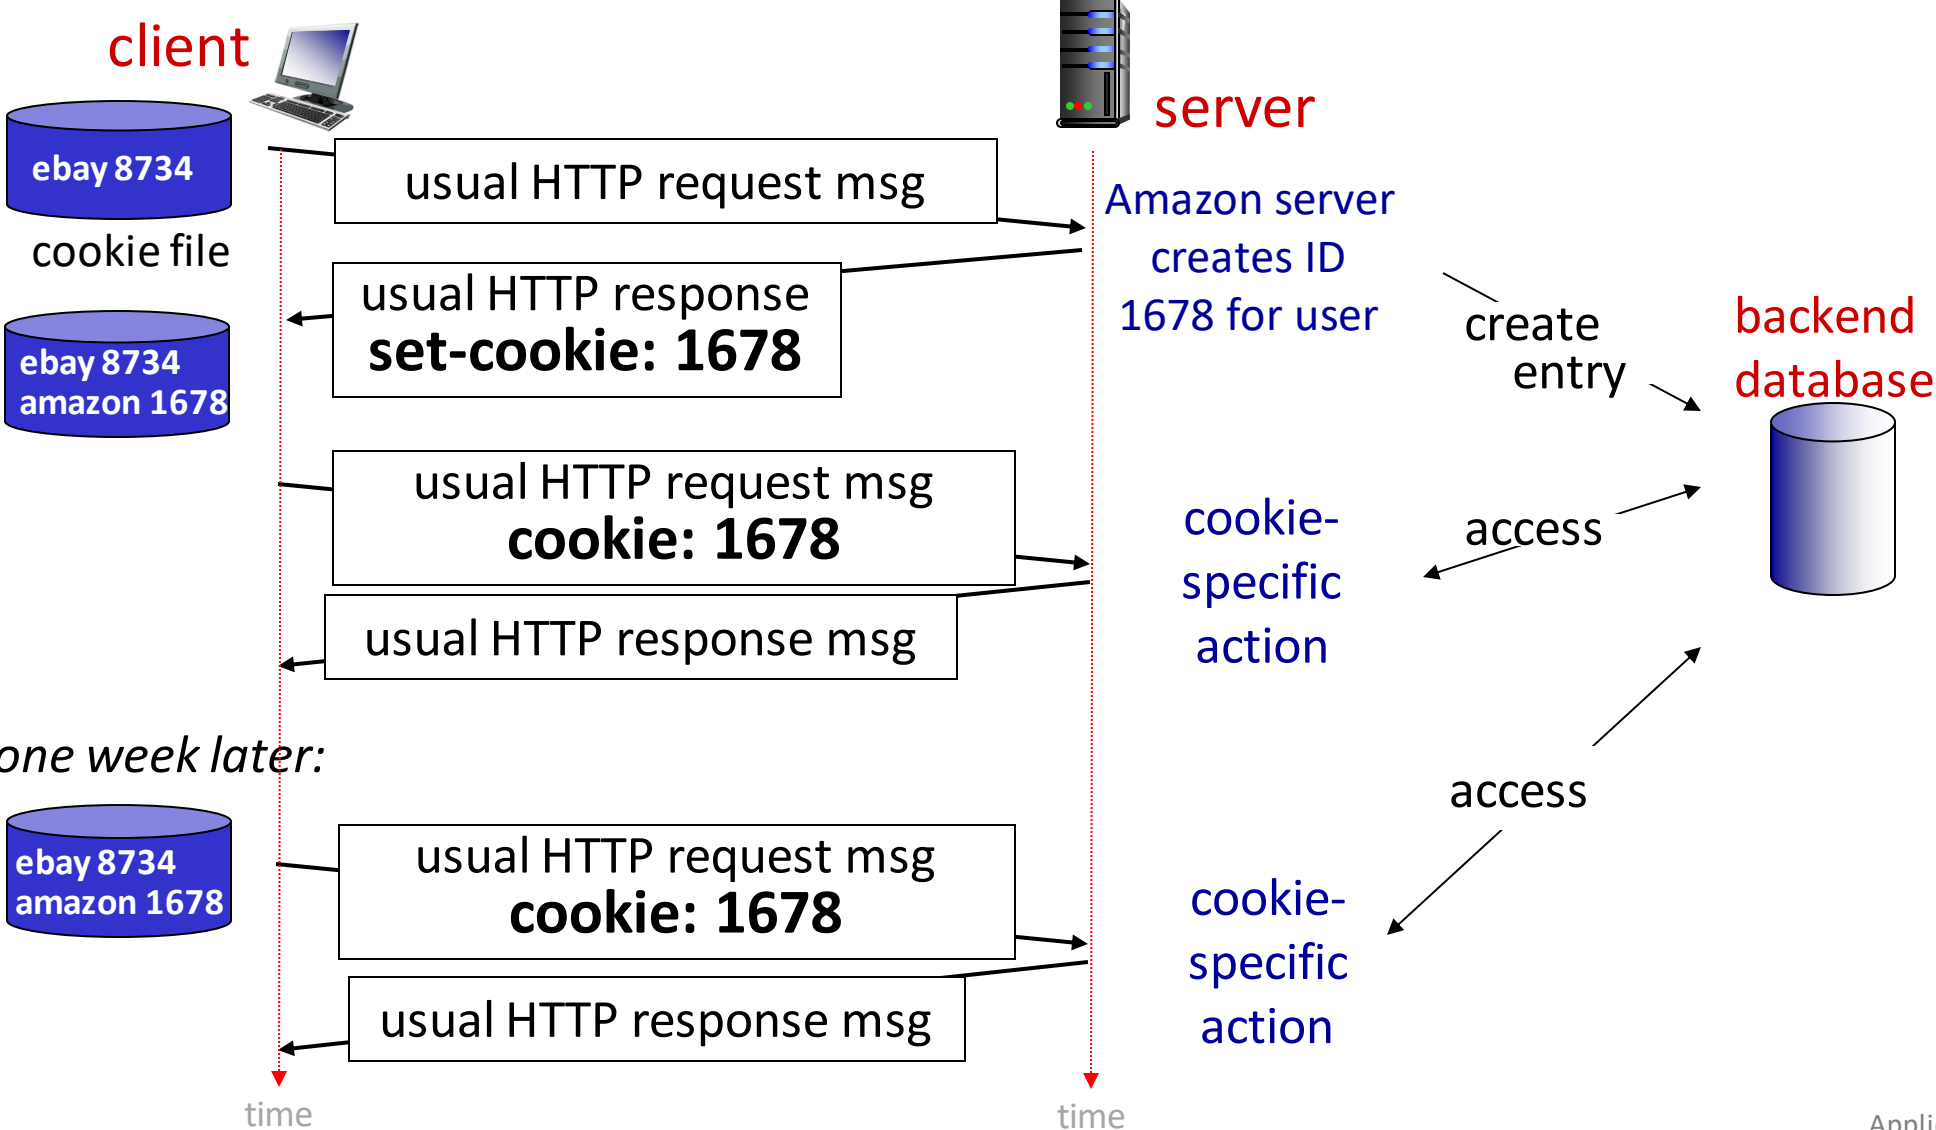 client
server
ebay 8734
cookie file
usual HTTP request msg
Amazon server
creates ID
1678 for user
usual HTTP response
set-cookie: 1678
create
entry
backend
database
ebay 8734
amazon 1678
usual HTTP request msg
cookie: 1678
cookie-
specific
action
access
usual HTTP response msg
one week later:
access
ebay 8734
amazon 1678
usual HTTP request msg
cookie: 1678
cookie-
specific
action
usual HTTP response msg
time
time